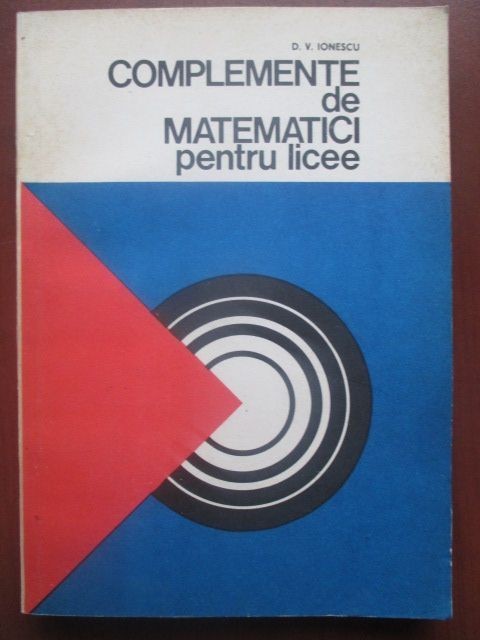 D. V. IONESCU
COMPLEMENTE
de
MATEMATICI
pentru licee